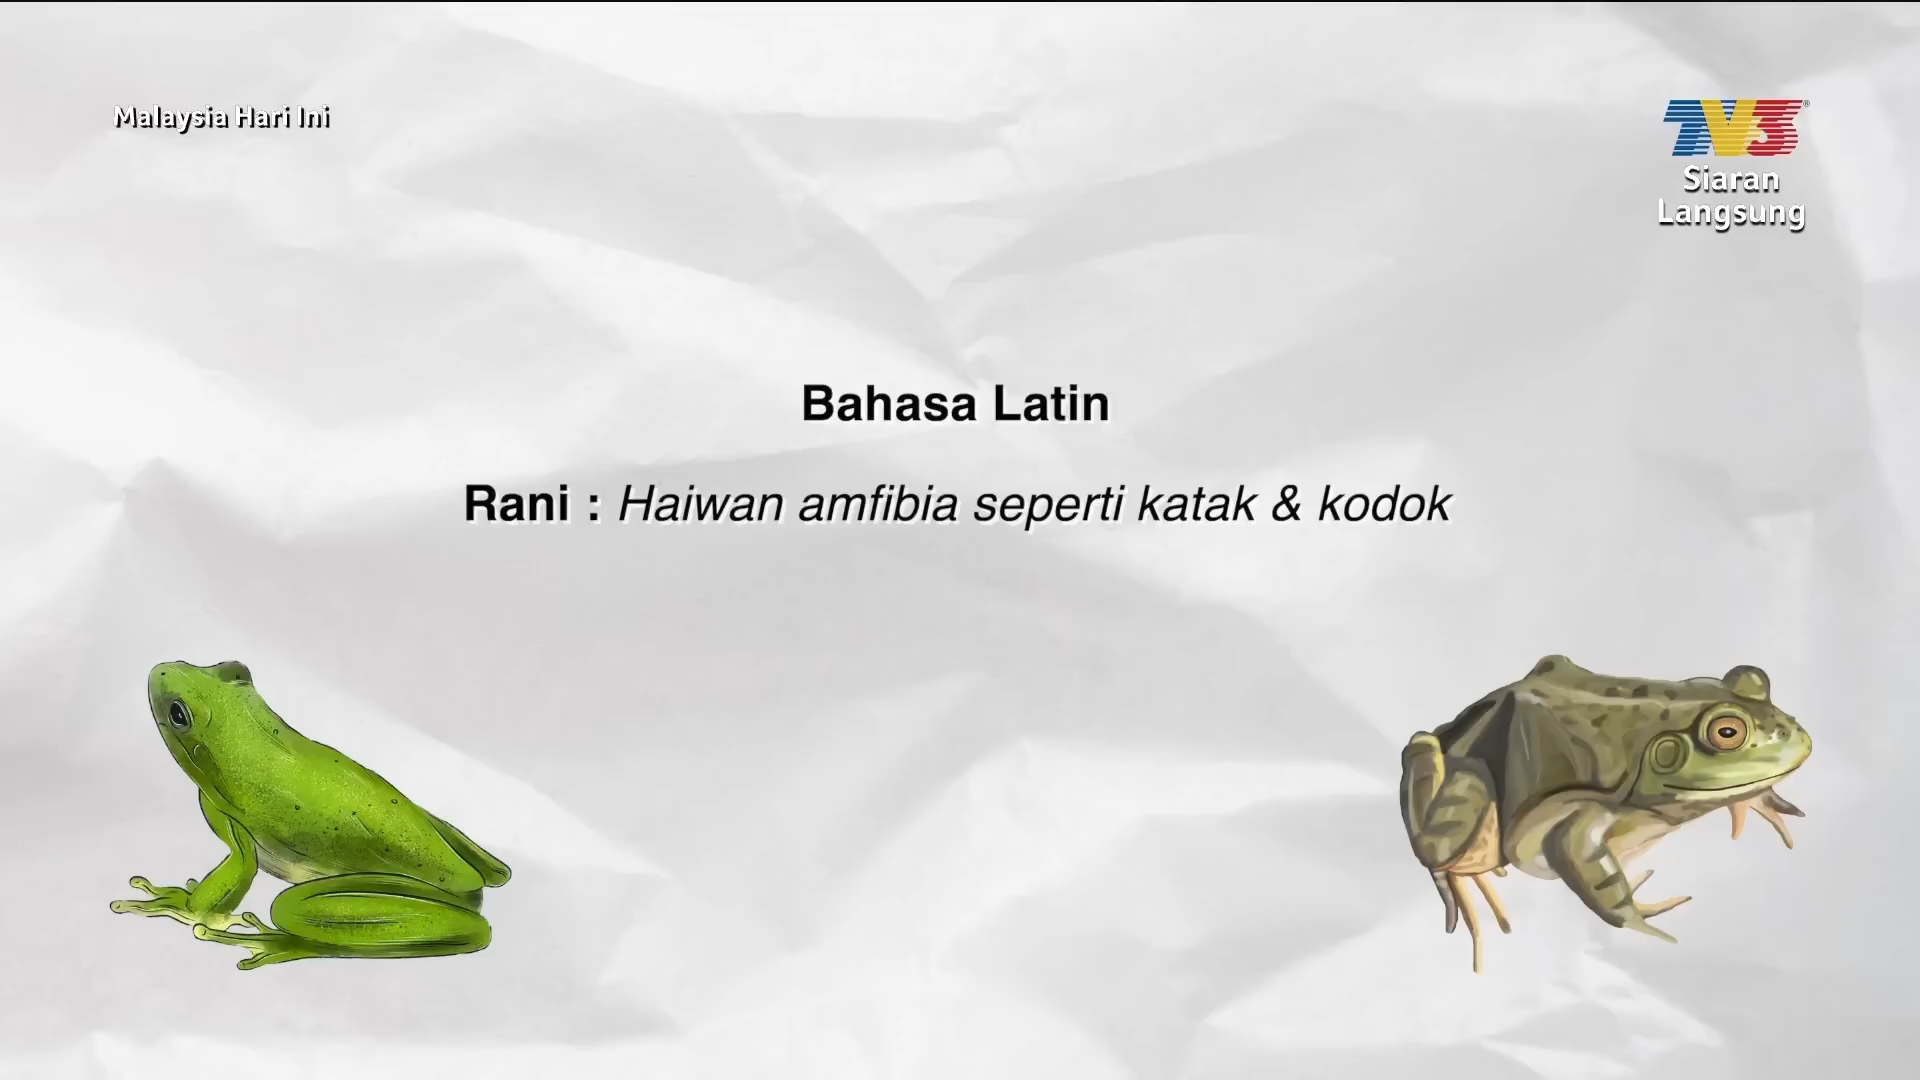 Malaysia Hari Ini
TV3
Siaran
Langsung
Bahasa Latin
Rani : Haiwan amfibia seperti katak & kodok